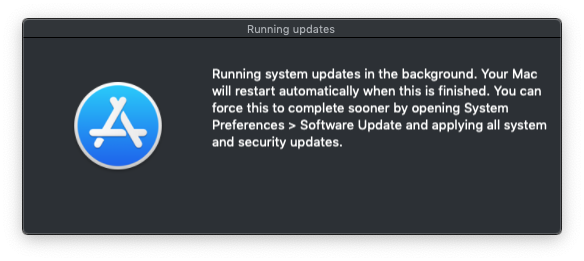 Running updates
Running system updates in the background. Your Mac
will restart automatically when this is finished. You can
force this to complete sooner by opening System
Preferences > Software Update and applying all system
and security updates.